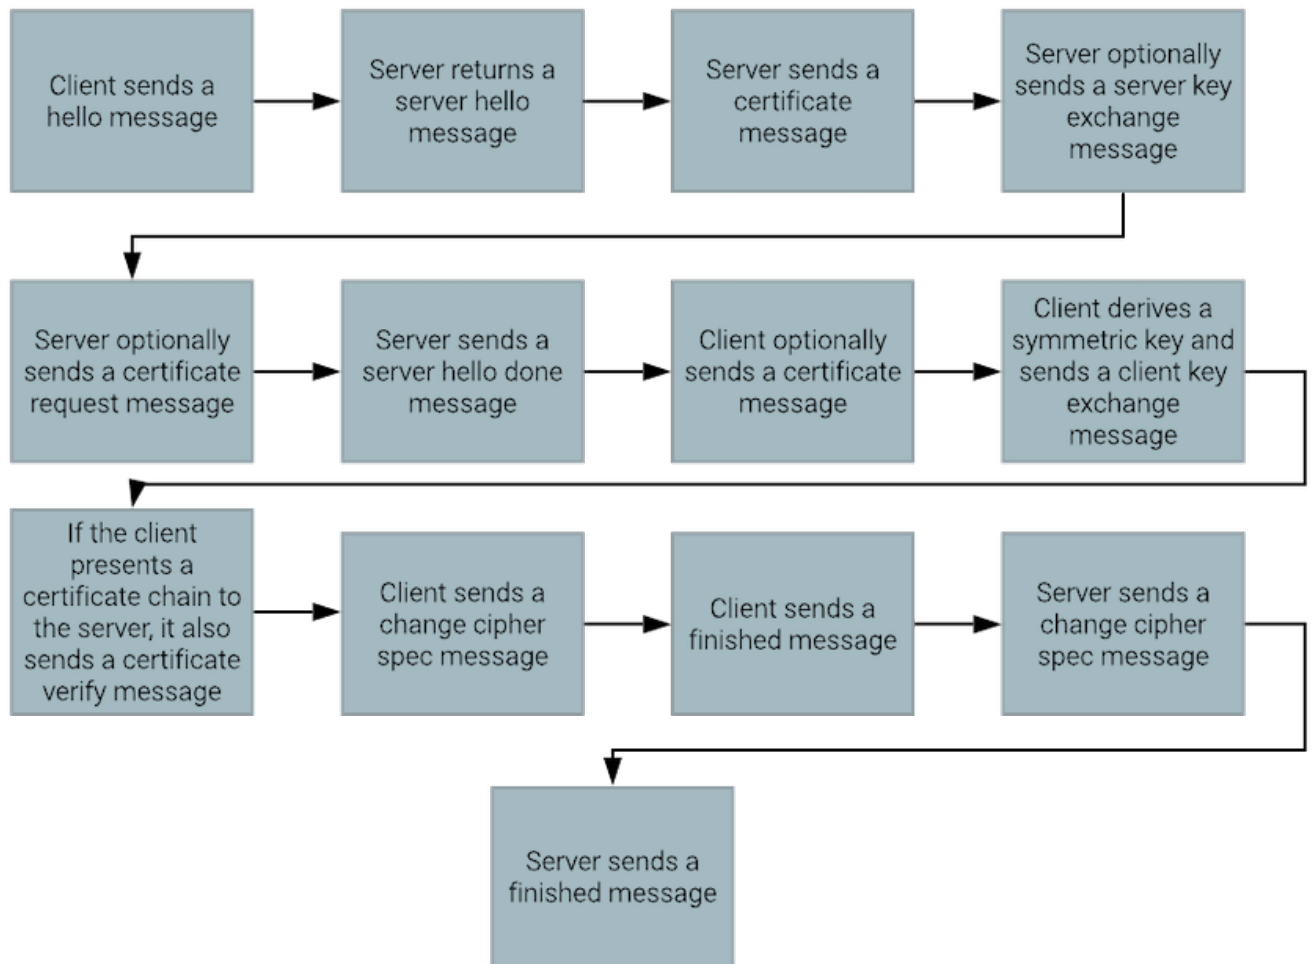 Client sends a
hello message
Server returns a
server hello
message
Server sends a
certificate
message
Server optionally
sends a server key
exchange
message
Server optionally
sends a certificate
request message
Server sends a
server hello done
message
Client optionally
sends a certificate
message
Client derives a
symmetric key and
sends a client key
exchange
message
If the client
presents a
certificate chain to
the server, it also
sends a certificate
verify message
Client sends a
change cipher
spec message
Client sends a
finished message
Server sends a
change cipher
spec message
Server sends a
finished message